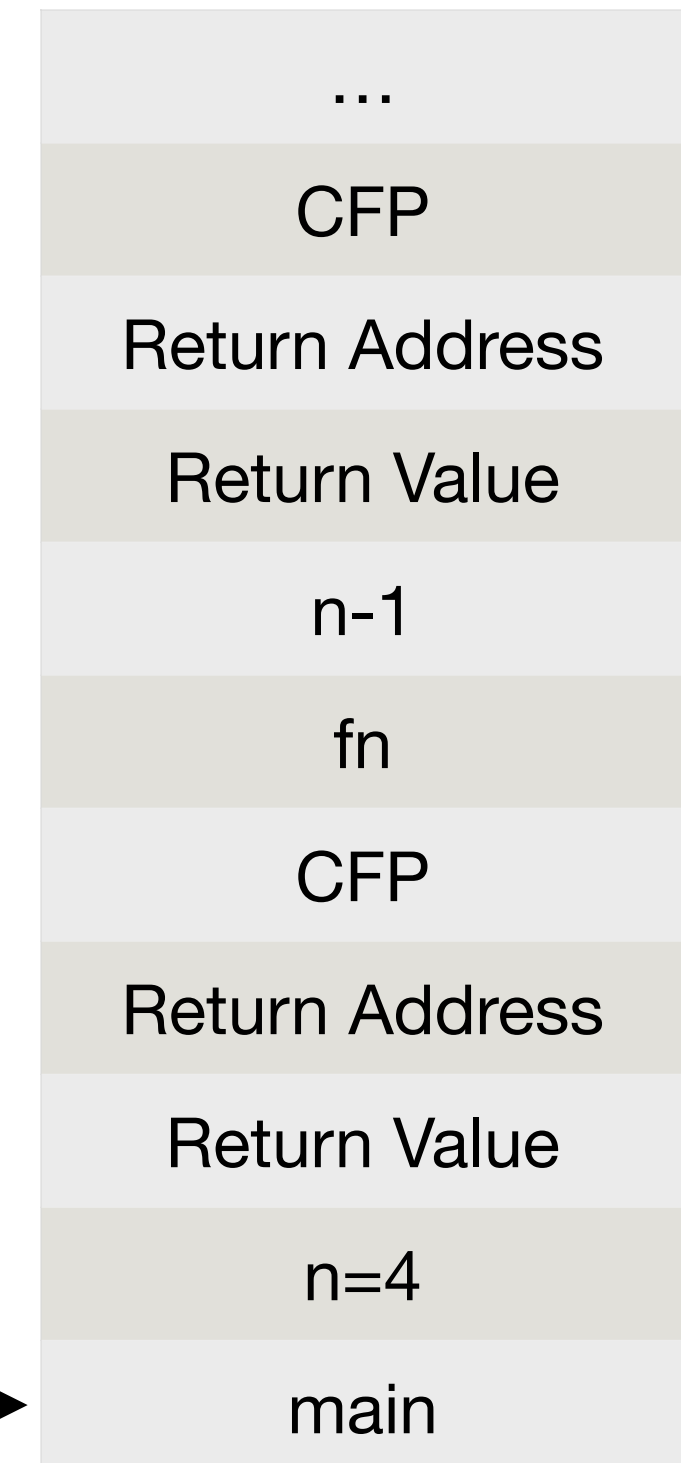 ...
CFP
Return Address
Return Value
n-1
fn
CFP
Return Address
Return Value
n=4
main